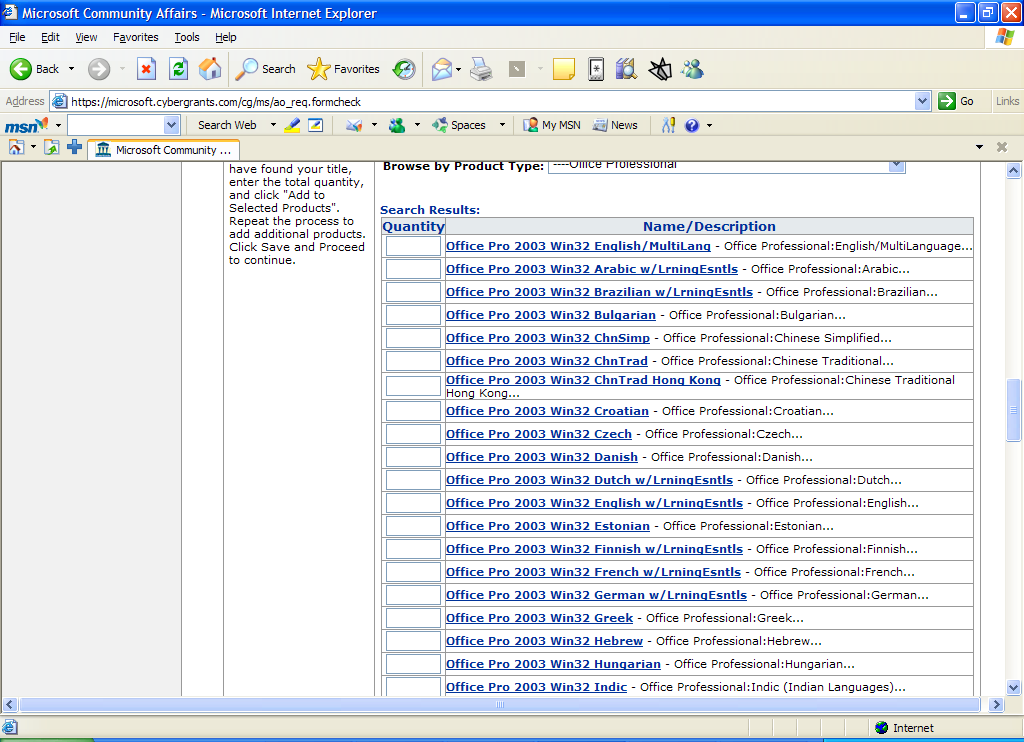 Microsoft Community Affairs - Microsoft Internet Explorer
File Edit View Favorites Tools Help
Back Search Favorites
Address https://microsoft.cybergrants.com/cg/ms/ao_req.formcheck Go Links
msn Search Web Spaces My MSN News
Microsoft Community ...
have found your title,
enter the total quantity,
and click "Add to
Selected Products".
Repeat the process to
add additional products.
Click Save and Proceed
to continue.
Browse by Product Type: ----Office Professional
Search Results:
Quantity Name/Description
Office Pro 2003 Win32 English/MultiLang - Office Professional:English/MultiLanguage...
Office Pro 2003 Win32 Arabic w/LrningEsntls - Office Professional:Arabic...
Office Pro 2003 Win32 Brazilian w/LrningEsntls - Office Professional:Brazilian...
Office Pro 2003 Win32 Bulgarian - Office Professional:Bulgarian...
Office Pro 2003 Win32 ChnSimp - Office Professional:Chinese Simplified...
Office Pro 2003 Win32 ChnTrad - Office Professional:Chinese Traditional...
Office Pro 2003 Win32 ChnTrad Hong Kong - Office Professional:Chinese Traditional
Hong Kong...
Office Pro 2003 Win32 Croatian - Office Professional:Croatian...
Office Pro 2003 Win32 Czech - Office Professional:Czech...
Office Pro 2003 Win32 Danish - Office Professional:Danish...
Office Pro 2003 Win32 Dutch w/LrningEsntls - Office Professional:Dutch...
Office Pro 2003 Win32 English w/LrningEsntls - Office Professional:English...
Office Pro 2003 Win32 Estonian - Office Professional:Estonian...
Office Pro 2003 Win32 Finnish w/LrningEsntls - Office Professional:Finnish...
Office Pro 2003 Win32 French w/LrningEsntls - Office Professional:French...
Office Pro 2003 Win32 German w/LrningEsntls - Office Professional:German...
Office Pro 2003 Win32 Greek - Office Professional:Greek...
Office Pro 2003 Win32 Hebrew - Office Professional:Hebrew...
Office Pro 2003 Win32 Hungarian - Office Professional:Hungarian...
Office Pro 2003 Win32 Indic - Office Professional:Indic (Indian Languages)...
Internet